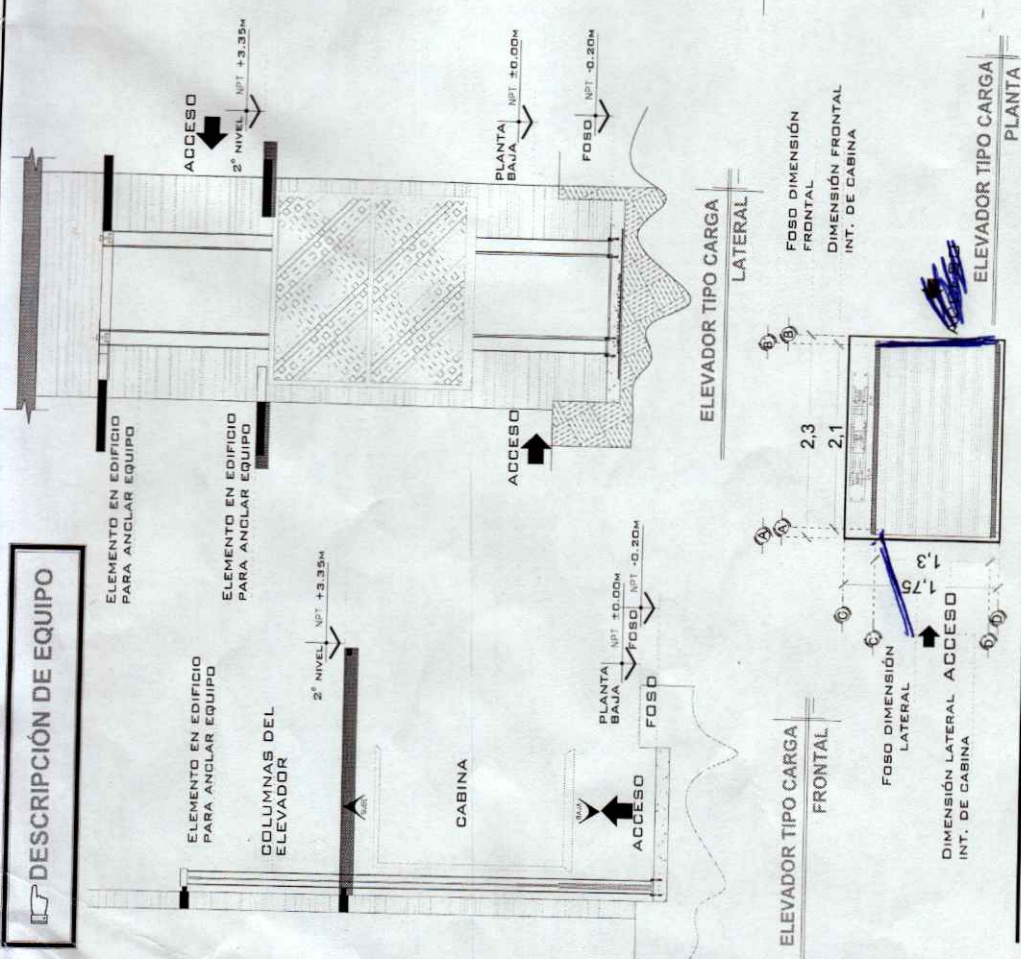 DESCRIPCIÓN DE EQUIPO
ELEMENTO EN EDIFICIO
PARA ANCLAR EQUIPO
COLUMNAS DEL
ELEVADOR
2° NIVEL NPT +3.35M
CABINA
SUBE
BAJA
ACCESO
PLANTA
BAJA NPT ±0.00M
FOSO NPT -0.20M
FOSO
ELEVADOR TIPO CARGA
FRONTAL
ELEMENTO EN EDIFICIO
PARA ANCLAR EQUIPO
ELEMENTO EN EDIFICIO
PARA ANCLAR EQUIPO
ACCESO
2° NIVEL NPT +3.35M
ACCESO
PLANTA
BAJA NPT ±0.00M
FOSO NPT -0.20M
ELEVADOR TIPO CARGA
LATERAL
FOSO DIMENSIÓN
FRONTAL
DIMENSIÓN FRONTAL
INT. DE CABINA
A
A
B
B
2,3
2,1
C
C
D
D
1,75
1,3
FOSO DIMENSIÓN
LATERAL
ACCESO
DIMENSIÓN LATERAL
INT. DE CABINA
ELEVADOR TIPO CARGA
PLANTA